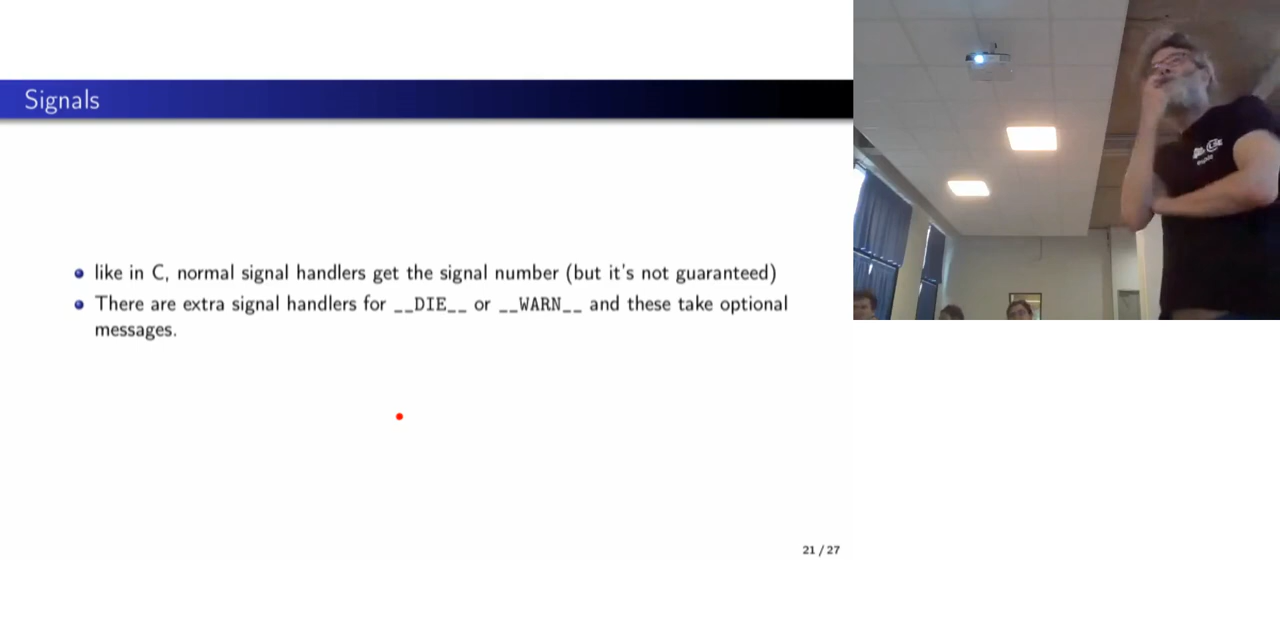 Signals
like in C, normal signal handlers get the signal number (but it's not guaranteed)
There are extra signal handlers for __DIE__ or __WARN__ and these take optional
messages.
21 / 27